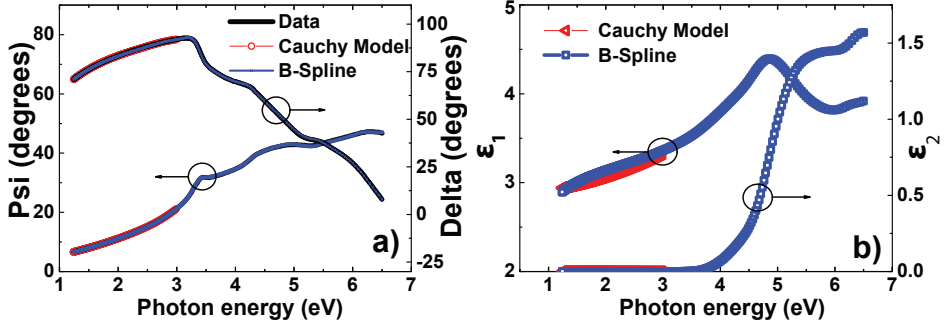 Data
Cauchy Model
B-Spline
80
60
40
20
0
100
75
50
25
0
-25
1 2 3 4 5 6 7
Psi (degrees)
Delta (degrees)
Photon energy (eV)
a)
Cauchy Model
B-Spline
5
4
3
2
1.5
1.0
0.5
0.0
1 2 3 4 5 6 7
ε1
ε2
Photon energy (eV)
b)